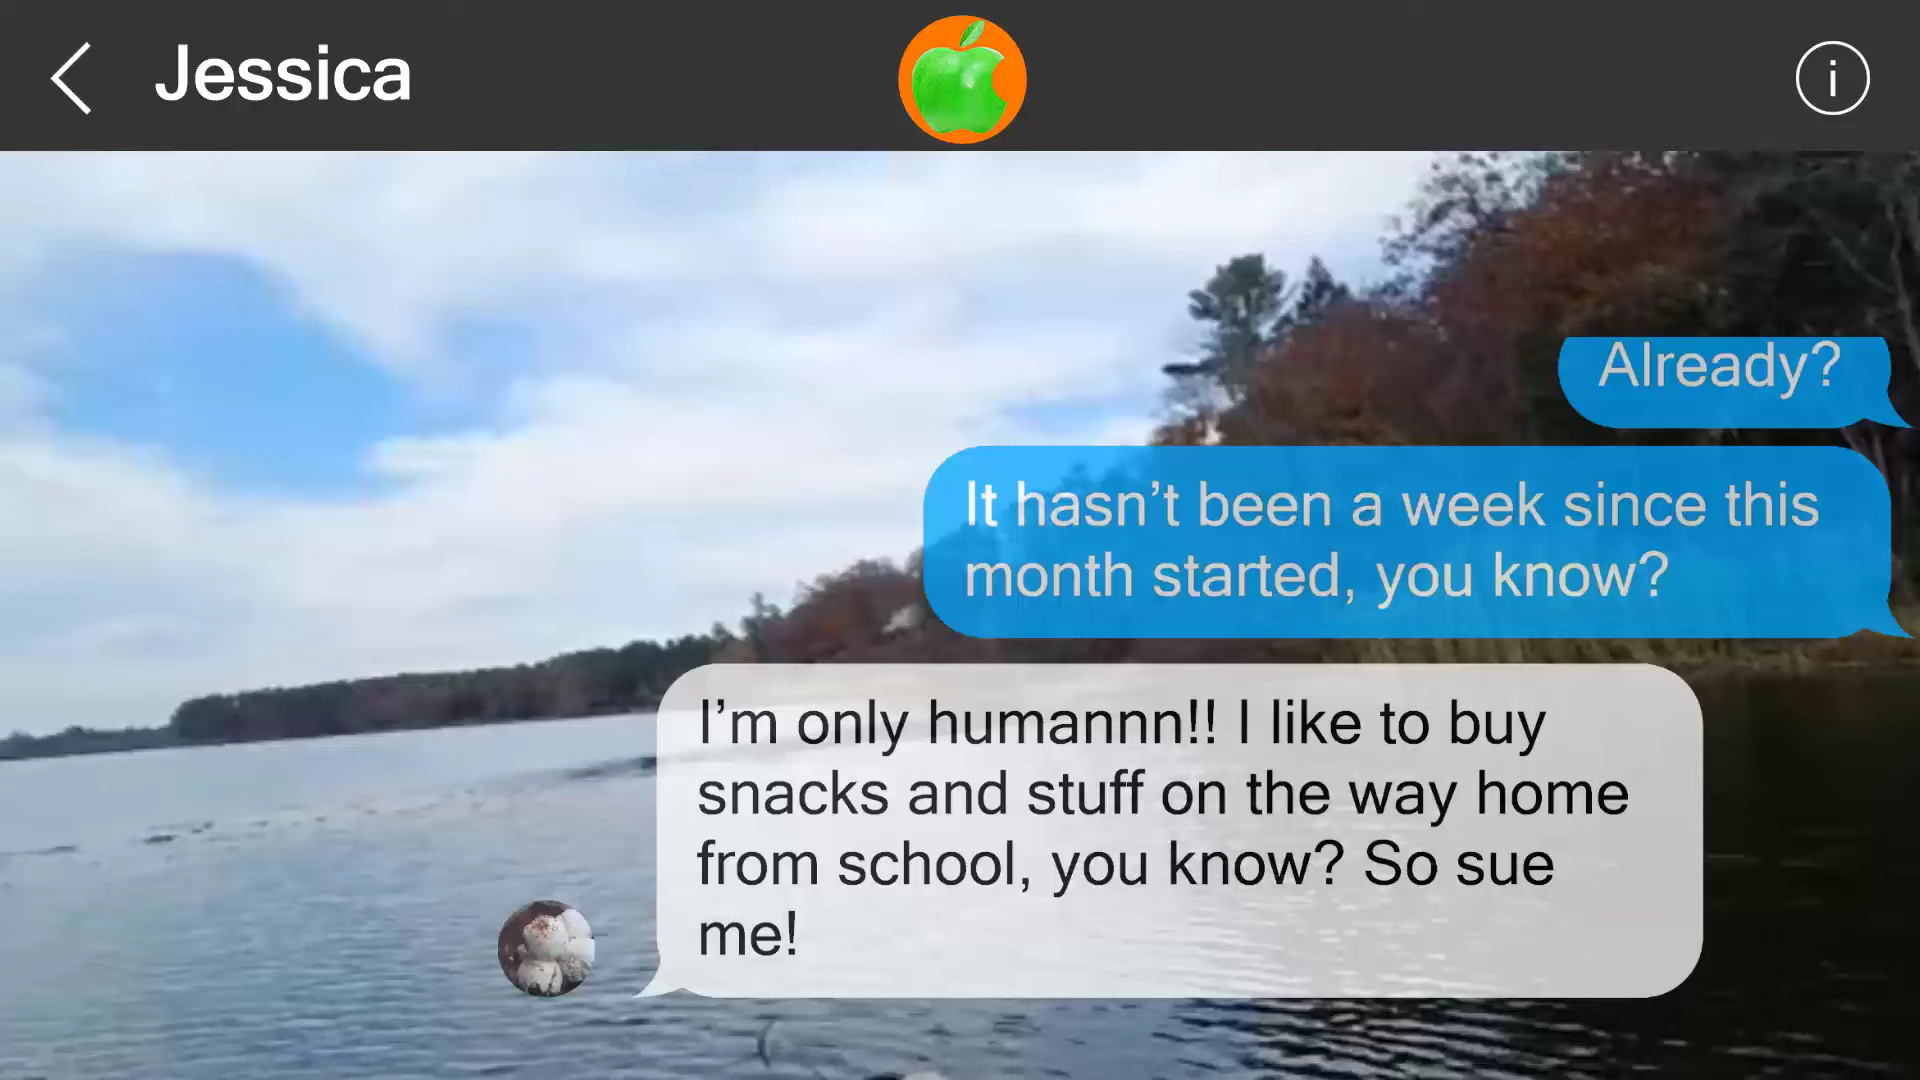 Jessica
i
Already?
It hasn’t been a week since this
month started, you know?
I’m only humannn!! I like to buy
snacks and stuff on the way home
from school, you know? So sue
me!